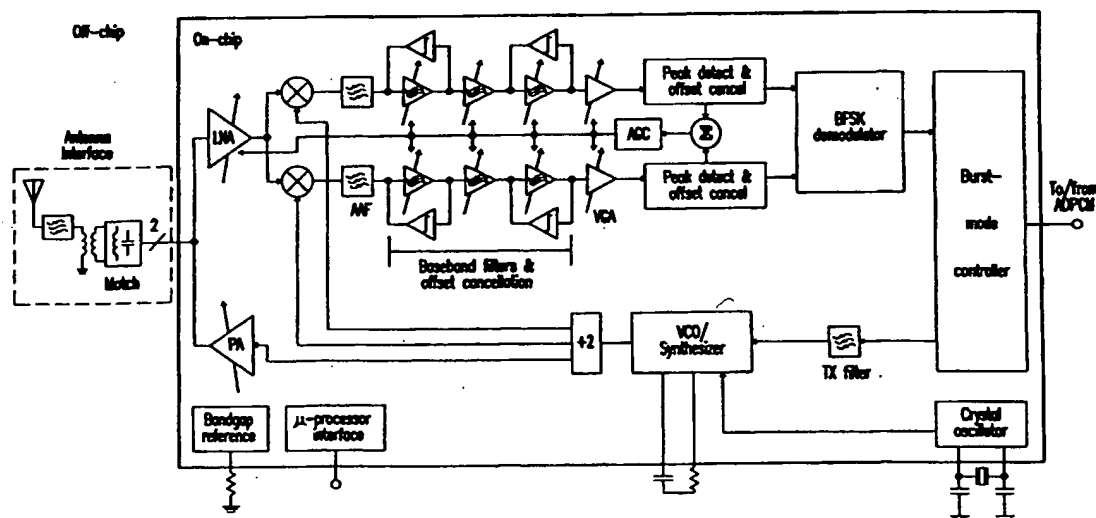 Off-chip
On-chip
Antenna
Interface
2
Match
LNA
AAF
VGA
AGC
Σ
Peak detect &
offset cancel
Peak detect &
offset cancel
BFSK
demodulator
Burst-
mode
controller
To/from
ADPCM
Baseband filters &
offset cancellation
PA
÷2
VCO/
Synthesizer
TX filter
Bandgap
reference
μ-processor
interface
Crystal
oscillator